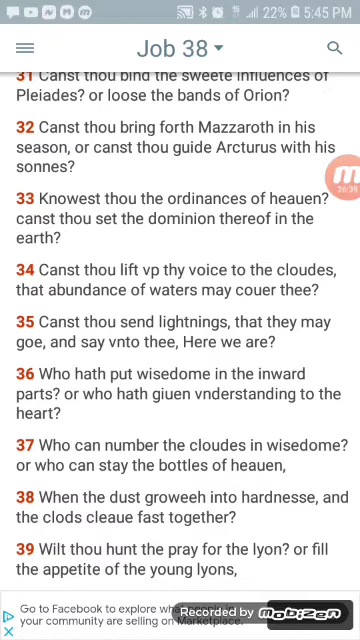 22% 5:45 PM
Job 38
31 Canst thou bind the sweete influences of
Pleiades? or loose the bands of Orion?
32 Canst thou bring forth Mazzaroth in his
season, or canst thou guide Arcturus with his
sonnes?
33 Knowest thou the ordinances of heauen?
canst thou set the dominion thereof in the
earth?
34 Canst thou lift vp thy voice to the cloudes,
that abundance of waters may couer thee?
35 Canst thou send lightnings, that they may
goe, and say vnto thee, Here we are?
36 Who hath put wisedome in the inward
parts? or who hath giuen vnderstanding to the
heart?
37 Who can number the cloudes in wisedome?
or who can stay the bottles of heauen,
38 When the dust groweeh into hardnesse, and
the clods cleaue fast together?
39 Wilt thou hunt the pray for the lyon? or fill
the appetite of the young lyons,
Go to Facebook to explore
your community are selling on Marketplace.
Recorded by mobizen